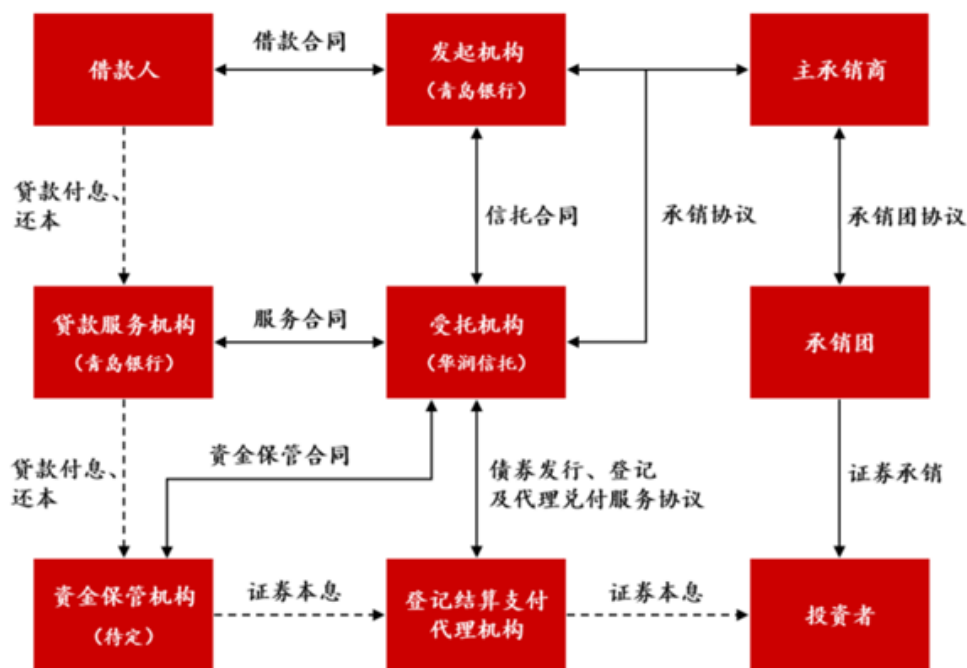 借款人
借款合同
发起机构
（青岛银行）
主承销商
贷款付息、
还本
信托合同
承销协议
承销团协议
贷款服务机构
（青岛银行）
服务合同
受托机构
（华润信托）
承销团
贷款付息、
还本
资金保管合同
债券发行、登记
及代理兑付服务协议
证券承销
资金保管机构
（待定）
证券本息
登记结算支付
代理机构
证券本息
投资者